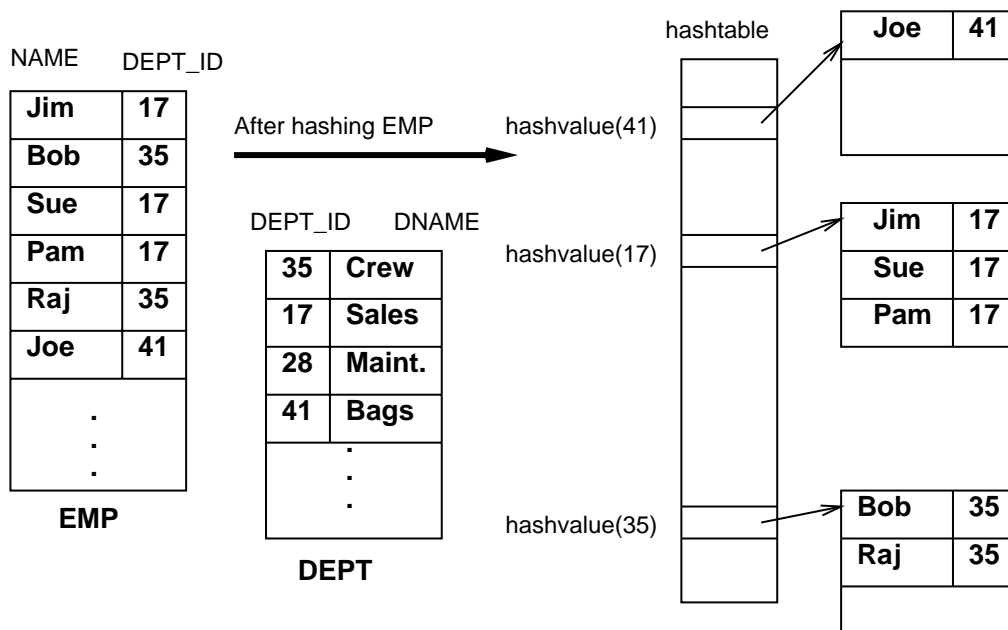 NAME DEPT_ID
Jim 17
Bob 35
Sue 17
Pam 17
Raj 35
Joe 41
.
.
.
EMP
After hashing EMP
DEPT_ID DNAME
35 Crew
17 Sales
28 Maint.
41 Bags
.
.
.
DEPT
hashtable
hashvalue(41)
hashvalue(17)
hashvalue(35)
Joe 41
Jim 17
Sue 17
Pam 17
Bob 35
Raj 35